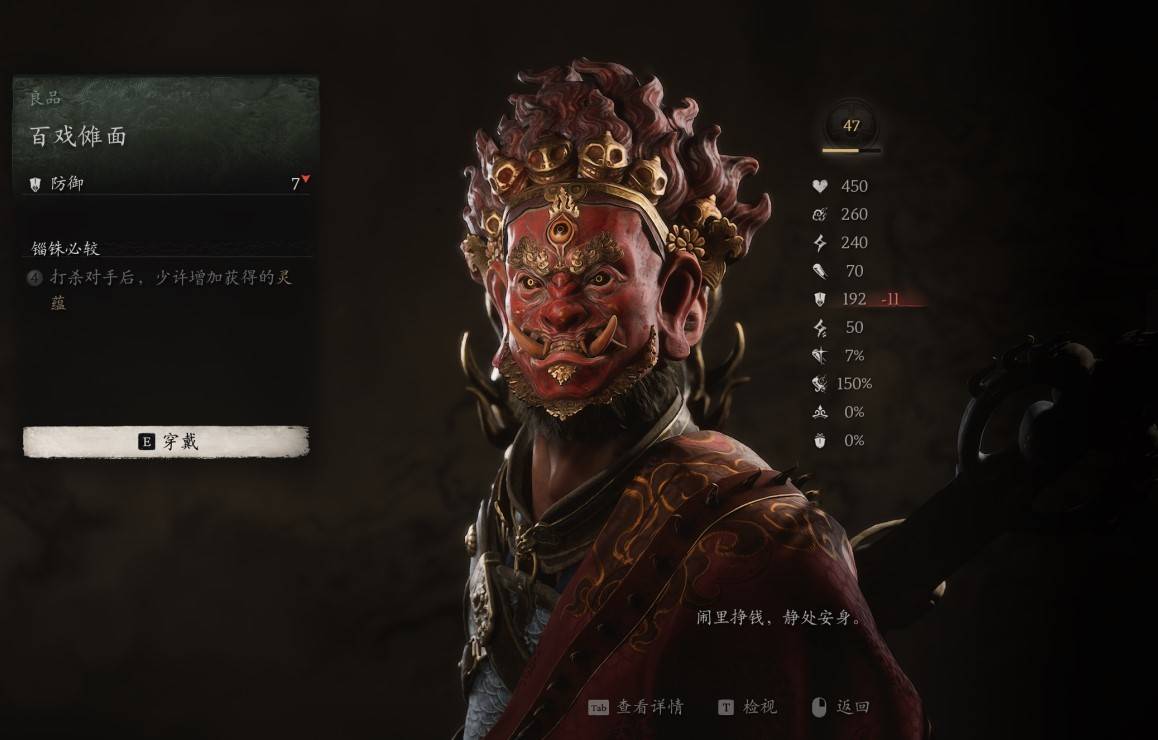 良品
百戏傩面
防御 7
锱铢必较
4 打杀对手后，少许增加获得的灵
蕴
E 穿戴
47
450
260
240
70
192 -11
50
7%
150%
0%
0%
闹里挣钱，静处安身。
Tab 查看详情 T 检视 返回